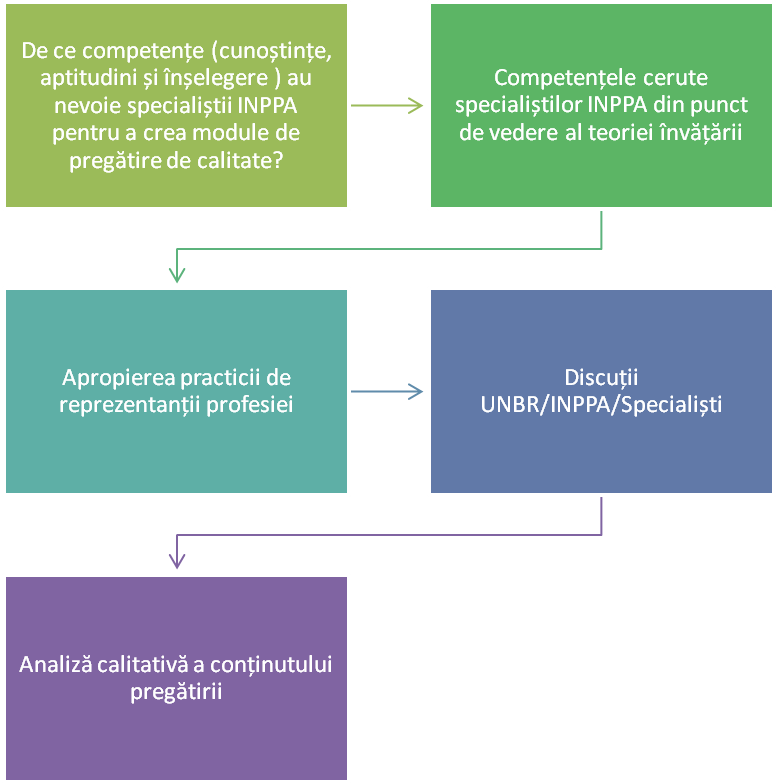 De ce competențe (cunoștințe,
aptitudini și înșelegere ) au
nevoie specialiștii INPPA
pentru a crea module de
pregătire de calitate?
Competențele cerute
specialiștilor INPPA din punct
de vedere al teoriei învățării
Apropierea practicii de
reprezentanții profesiei
Discuții
UNBR/INPPA/Specialiști
Analiză calitativă a conținutului
pregătirii